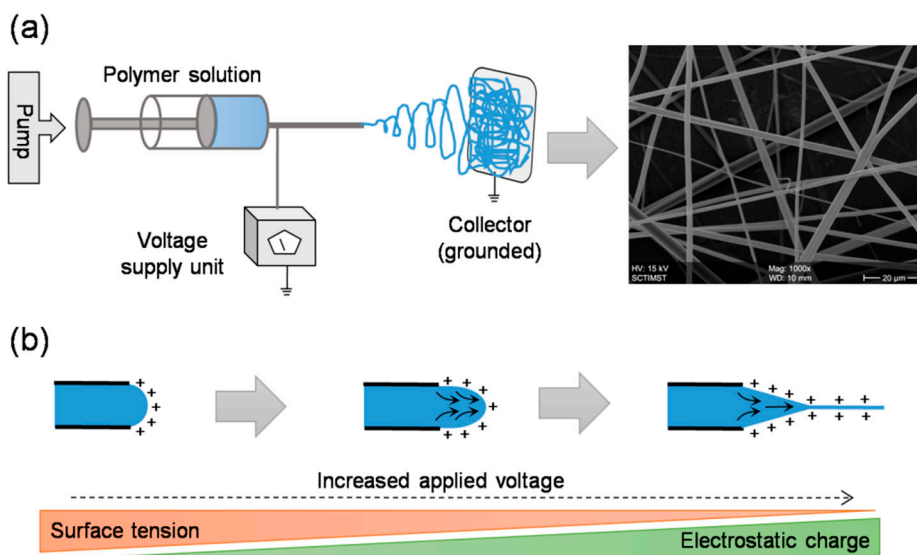 (a)
Polymer solution
Pump
Voltage
supply unit
Collector
(grounded)
HV: 15 kV
SCTIMST
Mag: 1000x
WD: 10 mm
20 µm
(b)
+ + + + +
+ + + + + + +
+ + + + + + + + + + + + + +
Increased applied voltage
Surface tension
Electrostatic charge